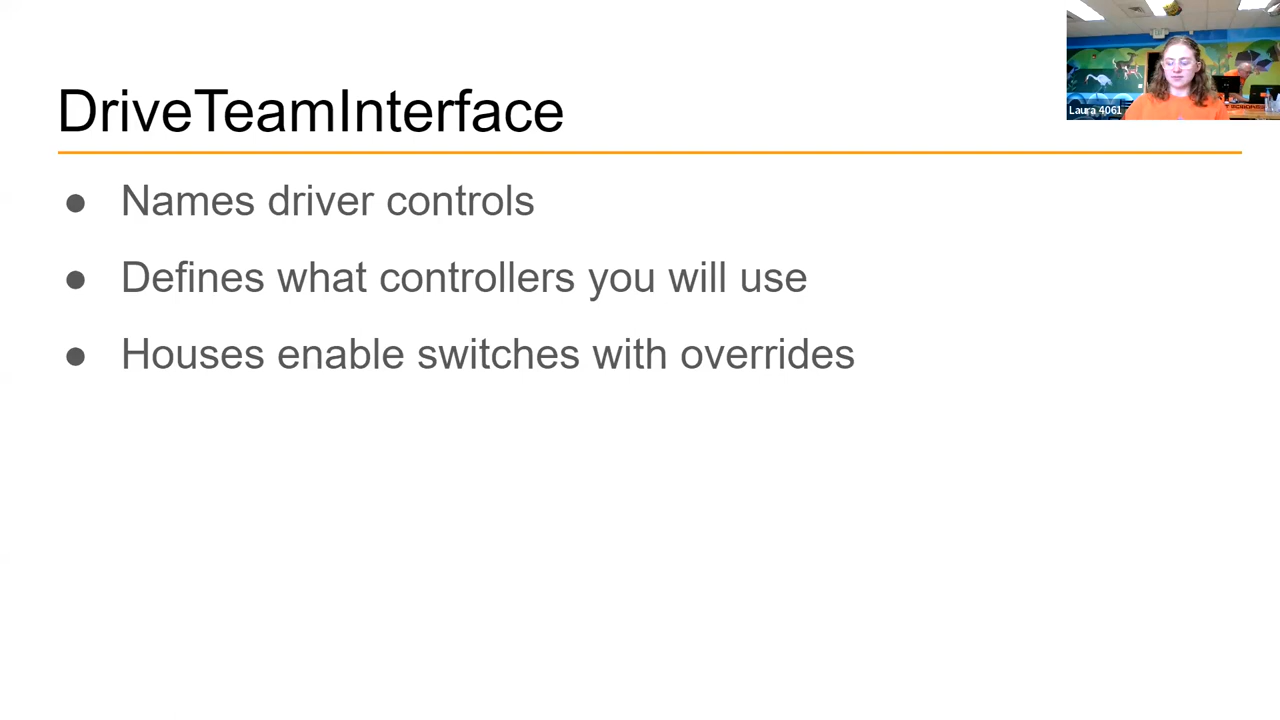 DriveTeamInterface
Laura 4061
● Names driver controls
● Defines what controllers you will use
● Houses enable switches with overrides